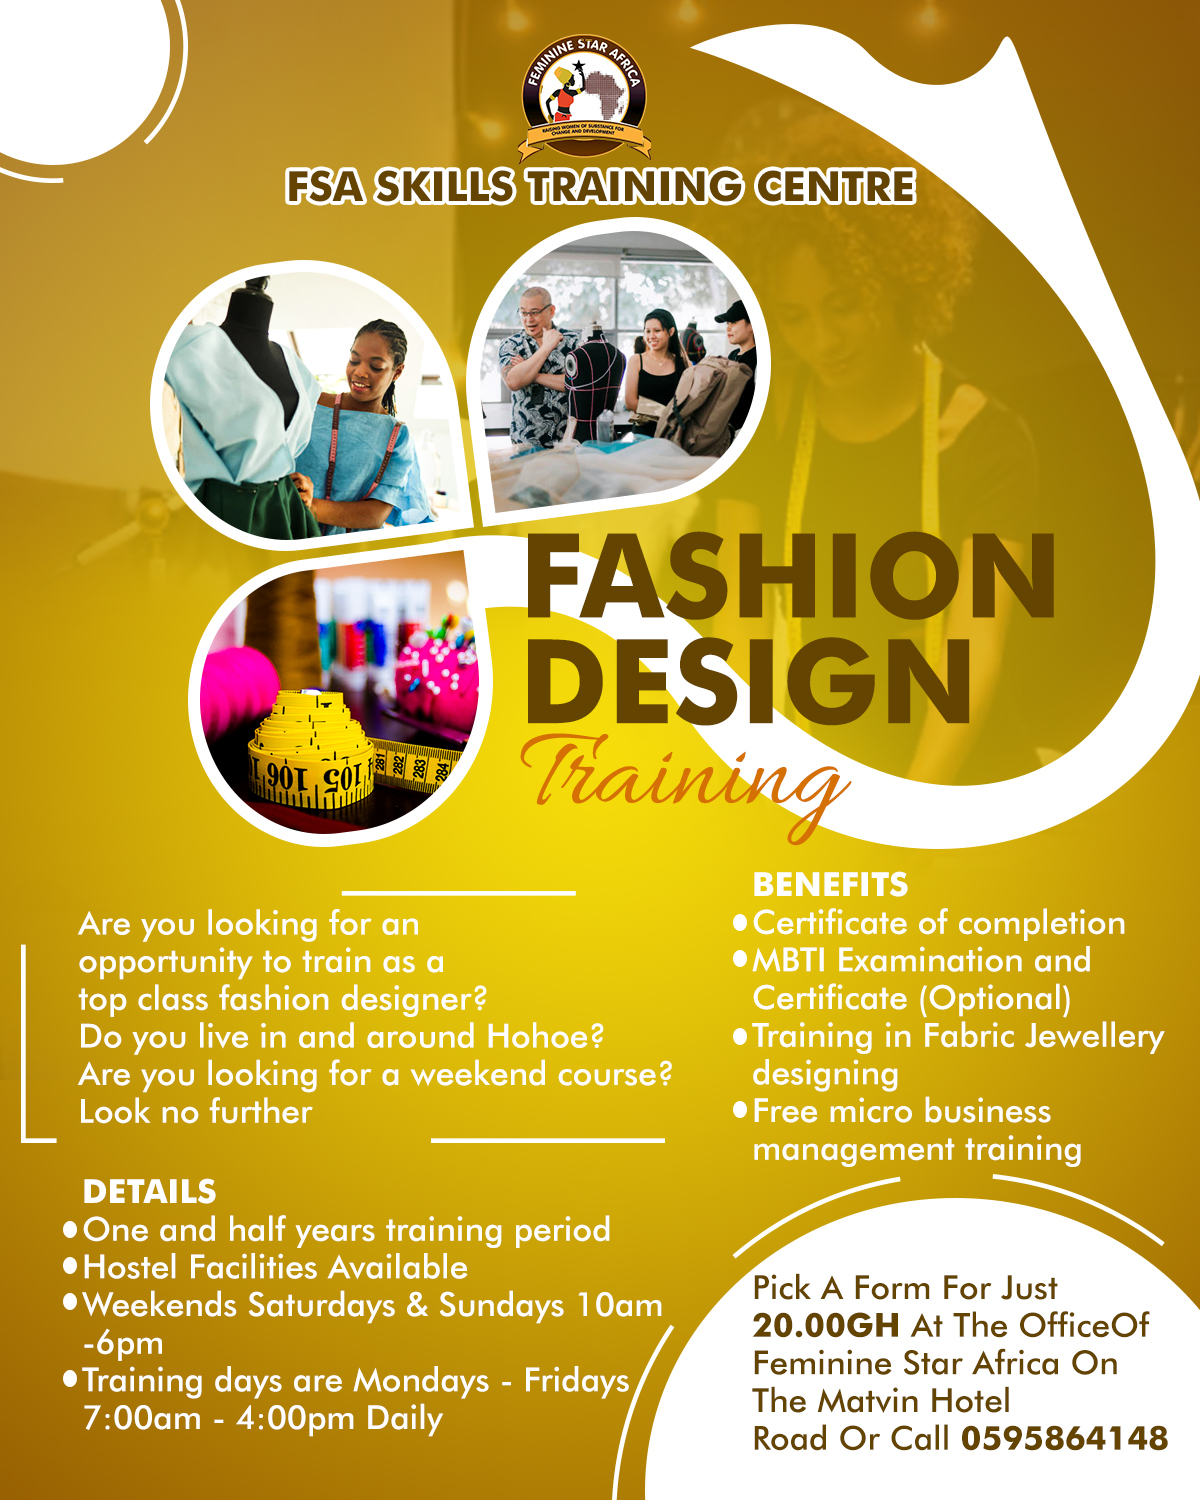 FEMININE STAR AFRICA
RAISING WOMEN OF SUBSTANCE FOR
CHANGE AND DEVELOPMENT
FSA SKILLS TRAINING CENTRE
FASHION
DESIGN
Training
Are you looking for an
opportunity to train as a
top class fashion designer?
Do you live in and around Hohoe?
Are you looking for a weekend course?
Look no further
DETAILS
•One and half years training period
•Hostel Facilities Available
•Weekends Saturdays & Sundays 10am
-6pm
•Training days are Mondays - Fridays
7:00am - 4:00pm Daily
BENEFITS
•Certificate of completion
•MBTI Examination and
Certificate (Optional)
•Training in Fabric Jewellery
designing
•Free micro business
management training
Pick A Form For Just
20.00GH At The OfficeOf
Feminine Star Africa On
The Matvin Hotel
Road Or Call 0595864148
106 105
281 282 283 284